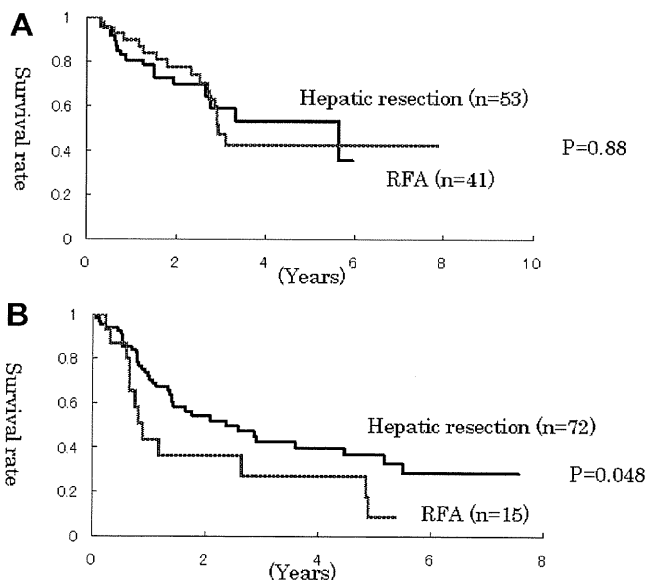 A
1
0.8
0.6
0.4
0.2
0
Survival rate
Hepatic resection (n=53)
P=0.88
RFA (n=41)
0 2 4 6 8 10
(Years)
B
1
0.8
0.6
0.4
0.2
0
Survival rate
Hepatic resection (n=72)
P=0.048
RFA (n=15)
0 2 4 6 8
(Years)